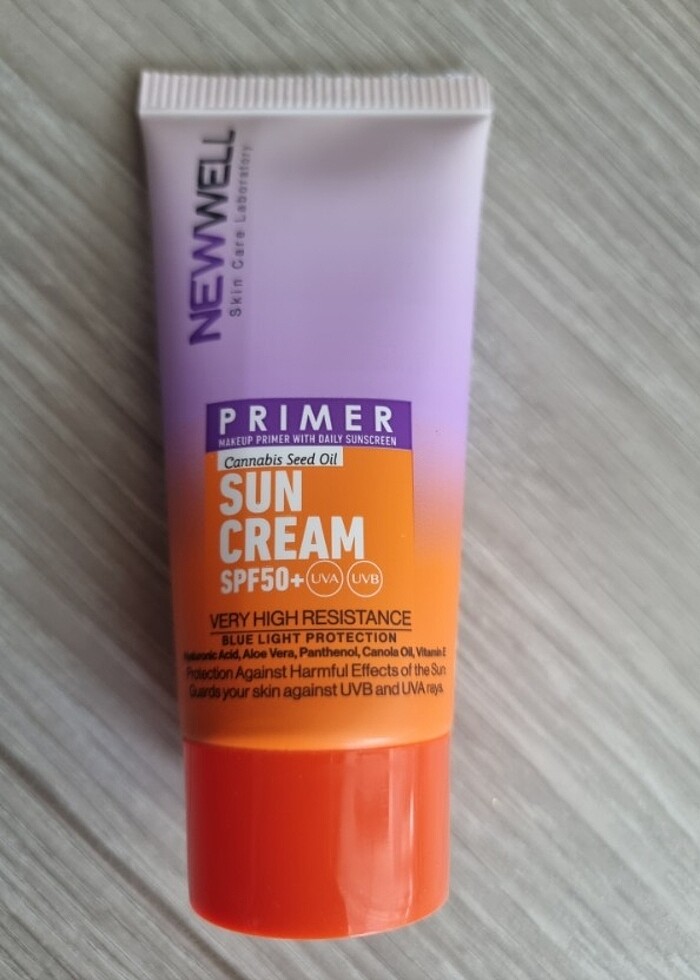 NEWWELL
Skin Care Laboratory
PRIMER
MAKEUP PRIMER WITH DAILY SUNSCREEN
Cannabis Seed Oil
SUN
CREAM
SPF50+ UVA UVB
VERY HIGH RESISTANCE
BLUE LIGHT PROTECTION
Acid, Aloe Vera, Panthenol, Canola Oil, Vitamin E
Protection Against Harmful Effects of the Sun
Guards your skin against UVB and UVA rays.